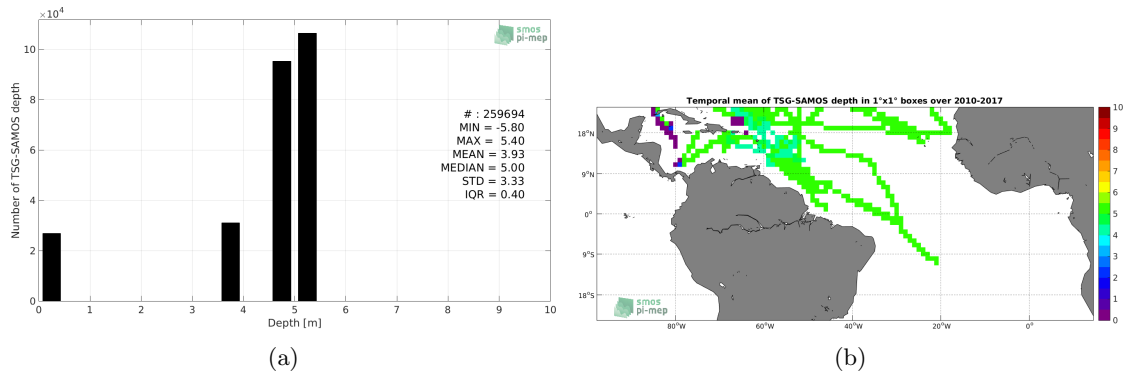 ×10⁴
smos
pi-mep
10
8
6
4
2
0
Number of TSG-SAMOS depth
# : 259694
MIN = -5.80
MAX = 5.40
MEAN = 3.93
MEDIAN = 5.00
STD = 3.33
IQR = 0.40
0 1 2 3 4 5 6 7 8 9 10
Depth [m]
(a)
Temporal mean of TSG-SAMOS depth in 1°x1° boxes over 2010-2017
18°N
9°N
0°
9°S
18°S
80°W 60°W 40°W 20°W 0°
smos
pi-mep
10
9
8
7
6
5
4
3
2
1
0
(b)